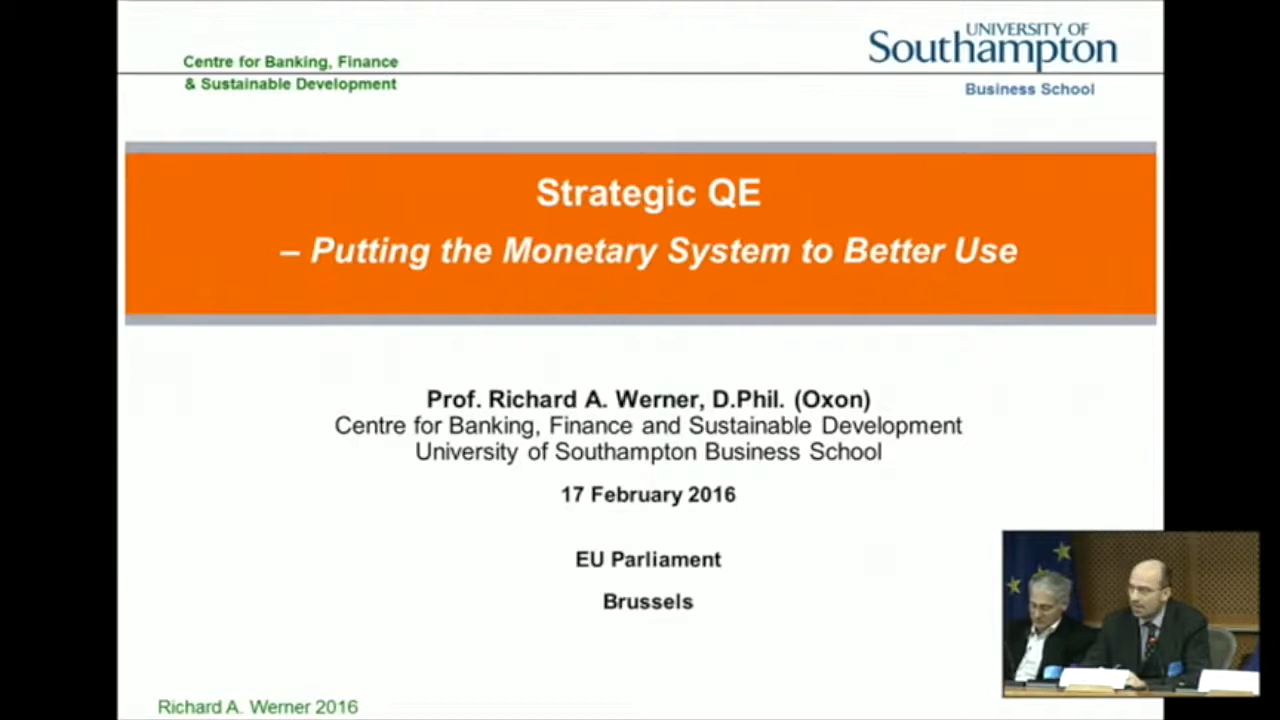 Centre for Banking, Finance
& Sustainable Development
UNIVERSITY OF
Southampton
Business School
Strategic QE
– Putting the Monetary System to Better Use
Prof. Richard A. Werner, D.Phil. (Oxon)
Centre for Banking, Finance and Sustainable Development
University of Southampton Business School
17 February 2016
EU Parliament
Brussels
Richard A. Werner 2016